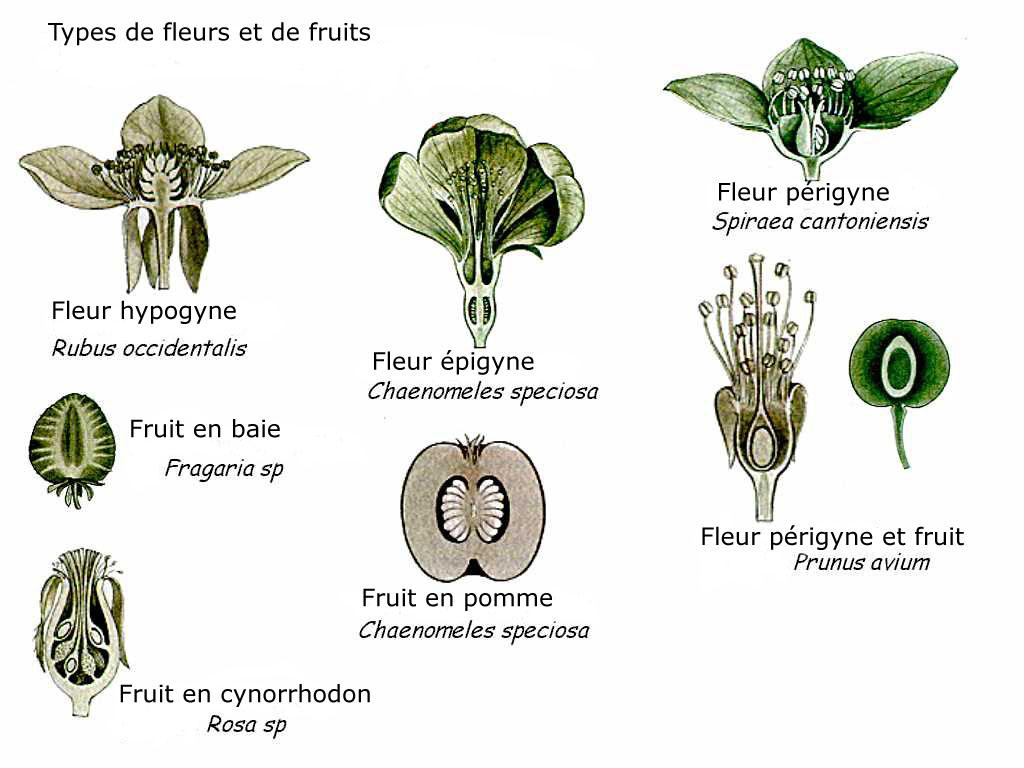 Types de fleurs et de fruits
Fleur hypogyne
Rubus occidentalis
Fruit en baie
Fragaria sp
Fruit en cynorrhodon
Rosa sp
Fleur épigyne
Chaenomeles speciosa
Fruit en pomme
Chaenomeles speciosa
Fleur périgyne
Spiraea cantoniensis
Fleur périgyne et fruit
Prunus avium